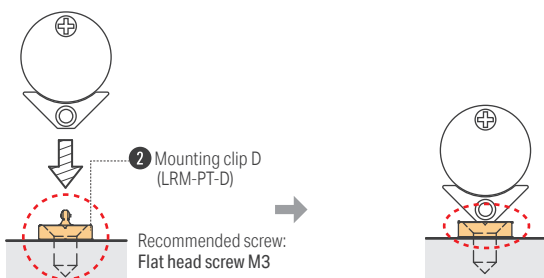 2 Mounting clip D
(LRM-PT-D)
Recommended screw:
Flat head screw M3